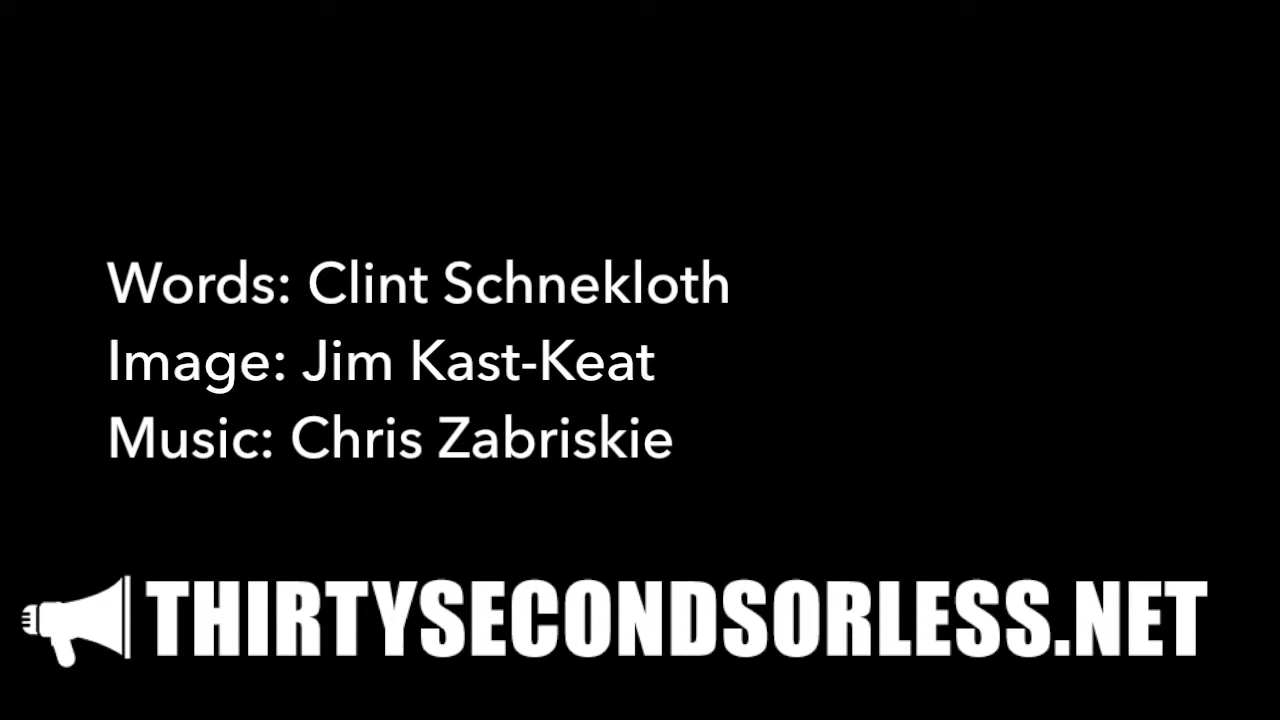 Words: Clint Schnekloth
Image: Jim Kast-Keat
Music: Chris Zabriskie
THIRTYSECONDSORLESS.NET